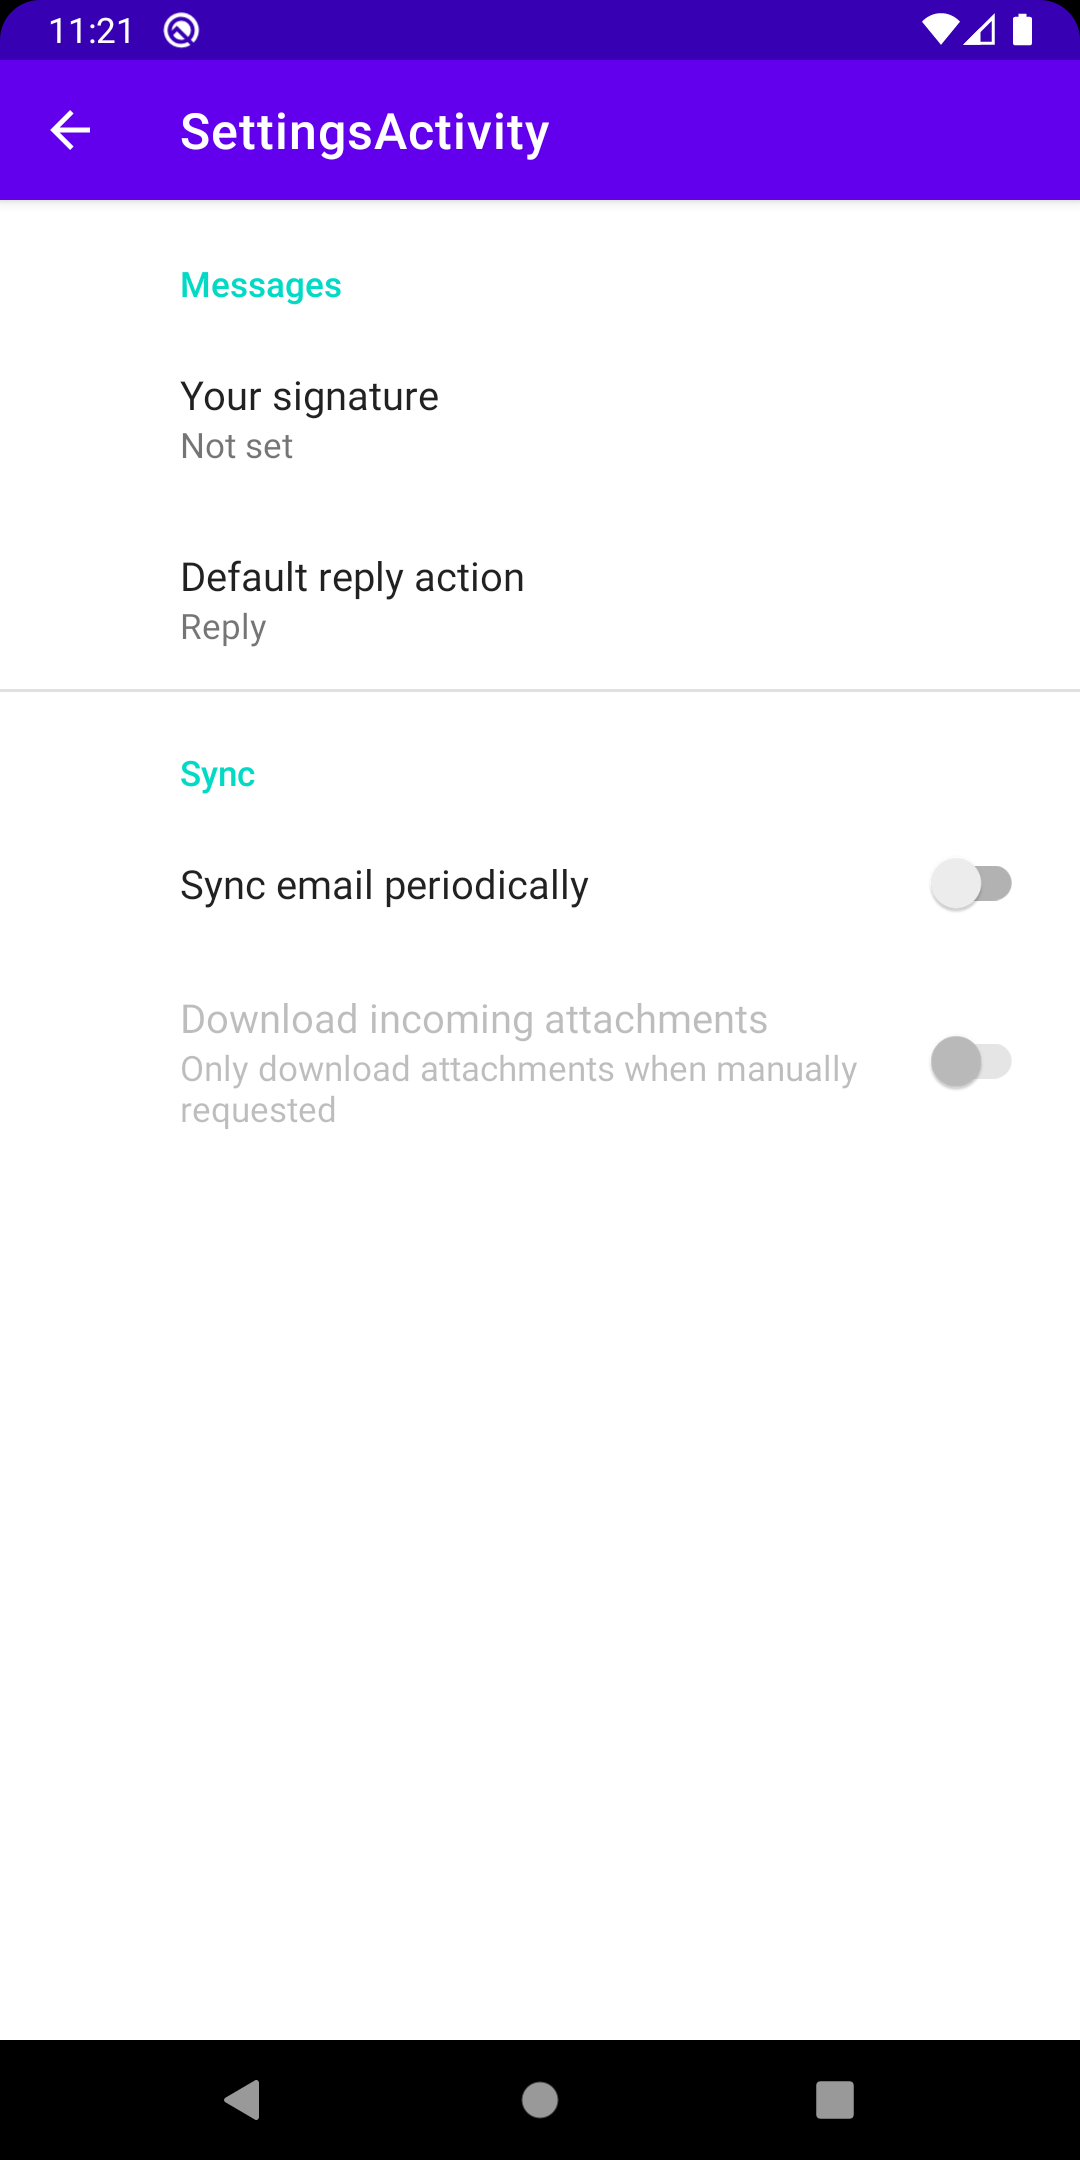 11:21
SettingsActivity
Messages
Your signature
Not set
Default reply action
Reply
Sync
Sync email periodically
Download incoming attachments
Only download attachments when manually
requested